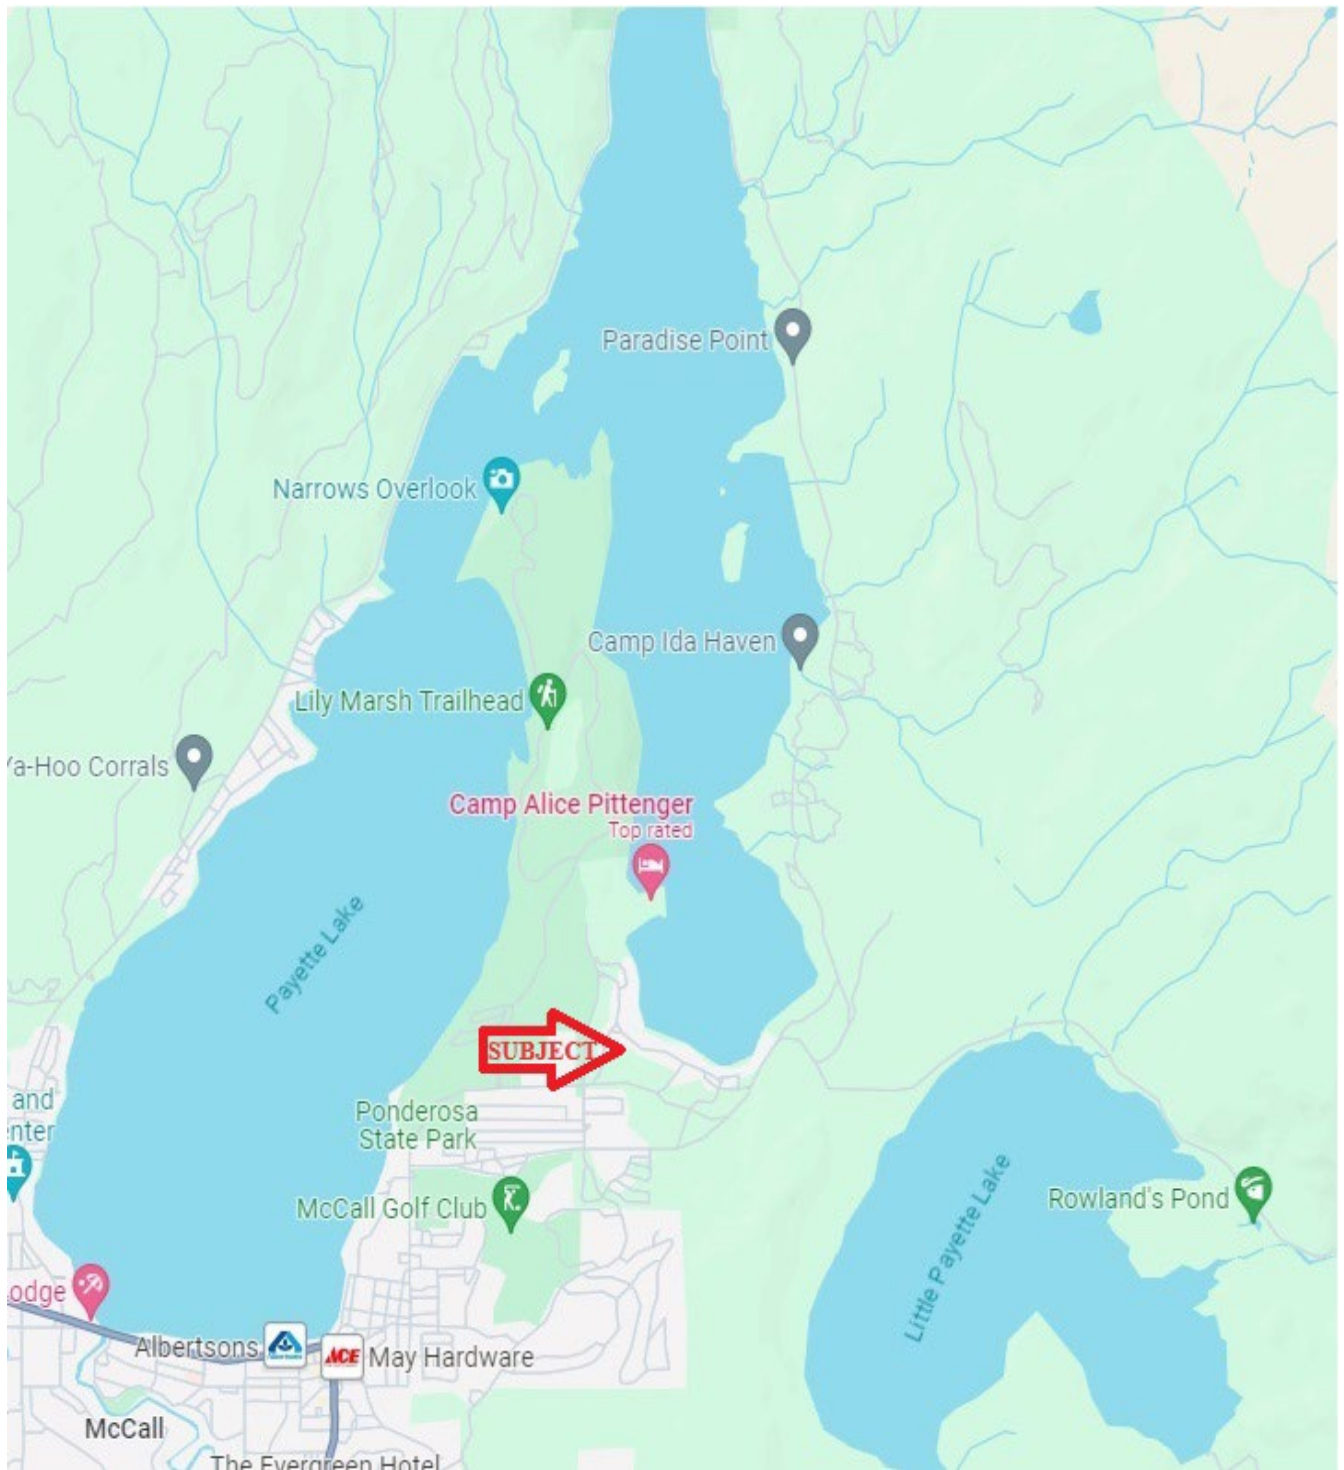 Paradise Point
Narrows Overlook
Camp Ida Haven
Lily Marsh Trailhead
Ya-Hoo Corrals
Camp Alice Pittenger
Top rated
Payette Lake
SUBJECT
and
enter
Ponderosa
State Park
McCall Golf Club
Rowland's Pond
Little Payette Lake
odge
Albertsons
ACE
May Hardware
McCall
The Evergreen Hotel